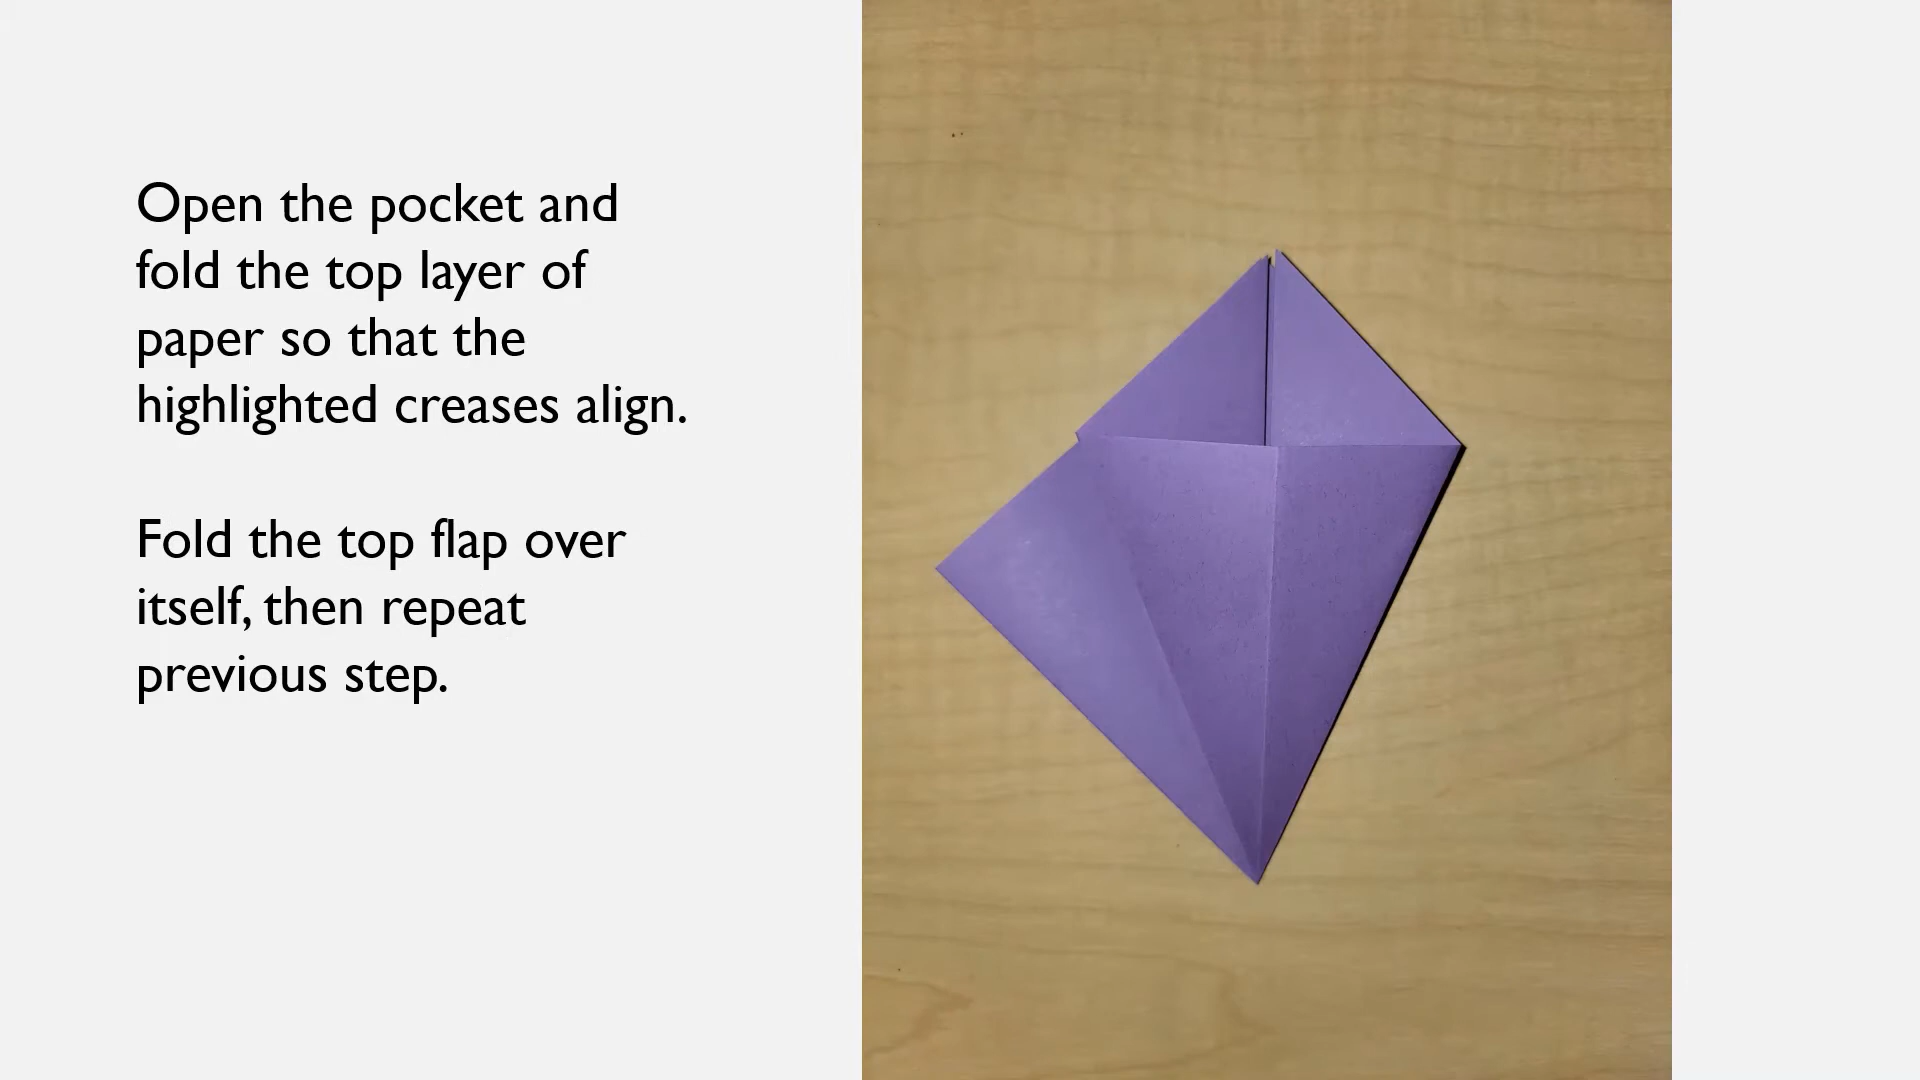 Open the pocket and
fold the top layer of
paper so that the
highlighted creases align.
Fold the top flap over
itself, then repeat
previous step.